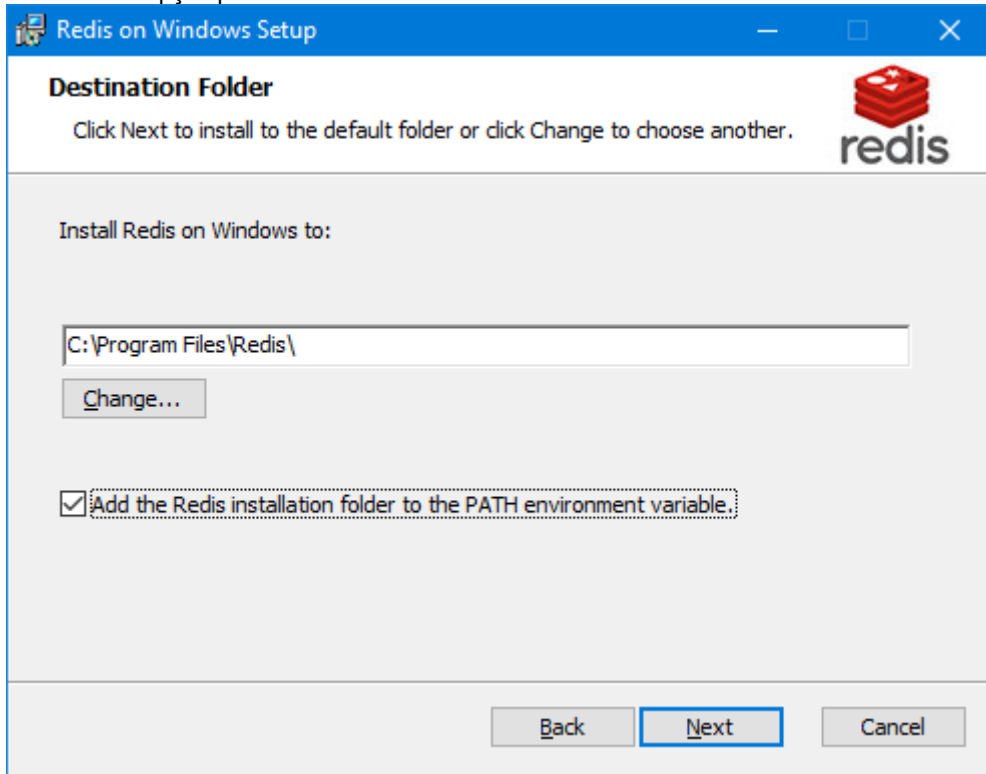 Redis on Windows Setup
Destination Folder
Click Next to install to the default folder or click Change to choose another.
redis
Install Redis on Windows to:
C:\Program Files\Redis\
Change...
Add the Redis installation folder to the PATH environment variable.
Back
Next
Cancel